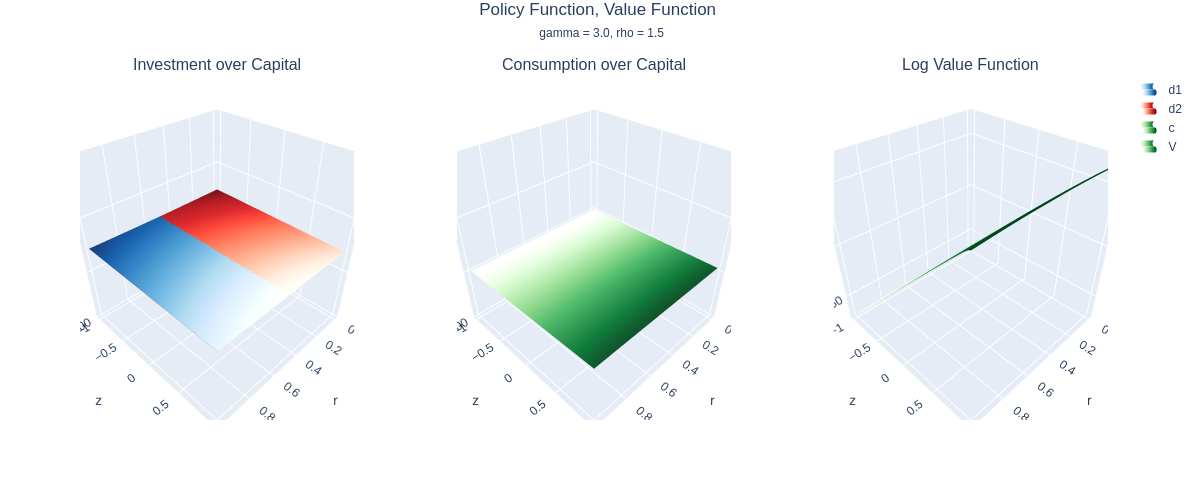 Policy Function, Value Function
gamma = 3.0, rho = 1.5
Investment over Capital
Consumption over Capital
Log Value Function
d1
d2
c
V
−1
−0.5
0
0.5
z
0
0.2
0.4
0.6
0.8
r
−1
−0.5
0
0.5
z
0
0.2
0.4
0.6
0.8
r
−1
−0.5
0
0.5
z
0
0.2
0.4
0.6
0.8
r